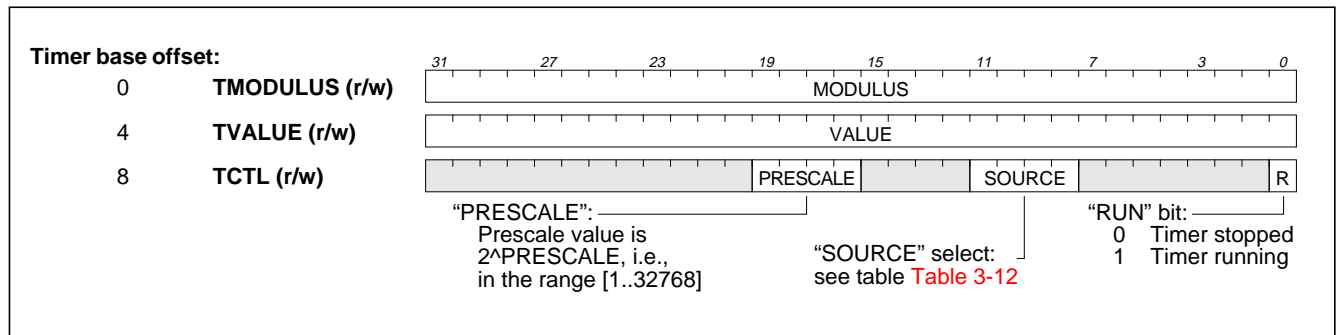 Timer base offset:
31 27 23 19 15 11 7 3 0
0 TMODULUS (r/w) MODULUS
4 TVALUE (r/w) VALUE
8 TCTL (r/w) PRESCALE SOURCE R
“PRESCALE”:
Prescale value is
2^PRESCALE, i.e.,
in the range [1..32768]
“SOURCE” select:
see table Table 3-12
“RUN” bit:
0 Timer stopped
1 Timer running